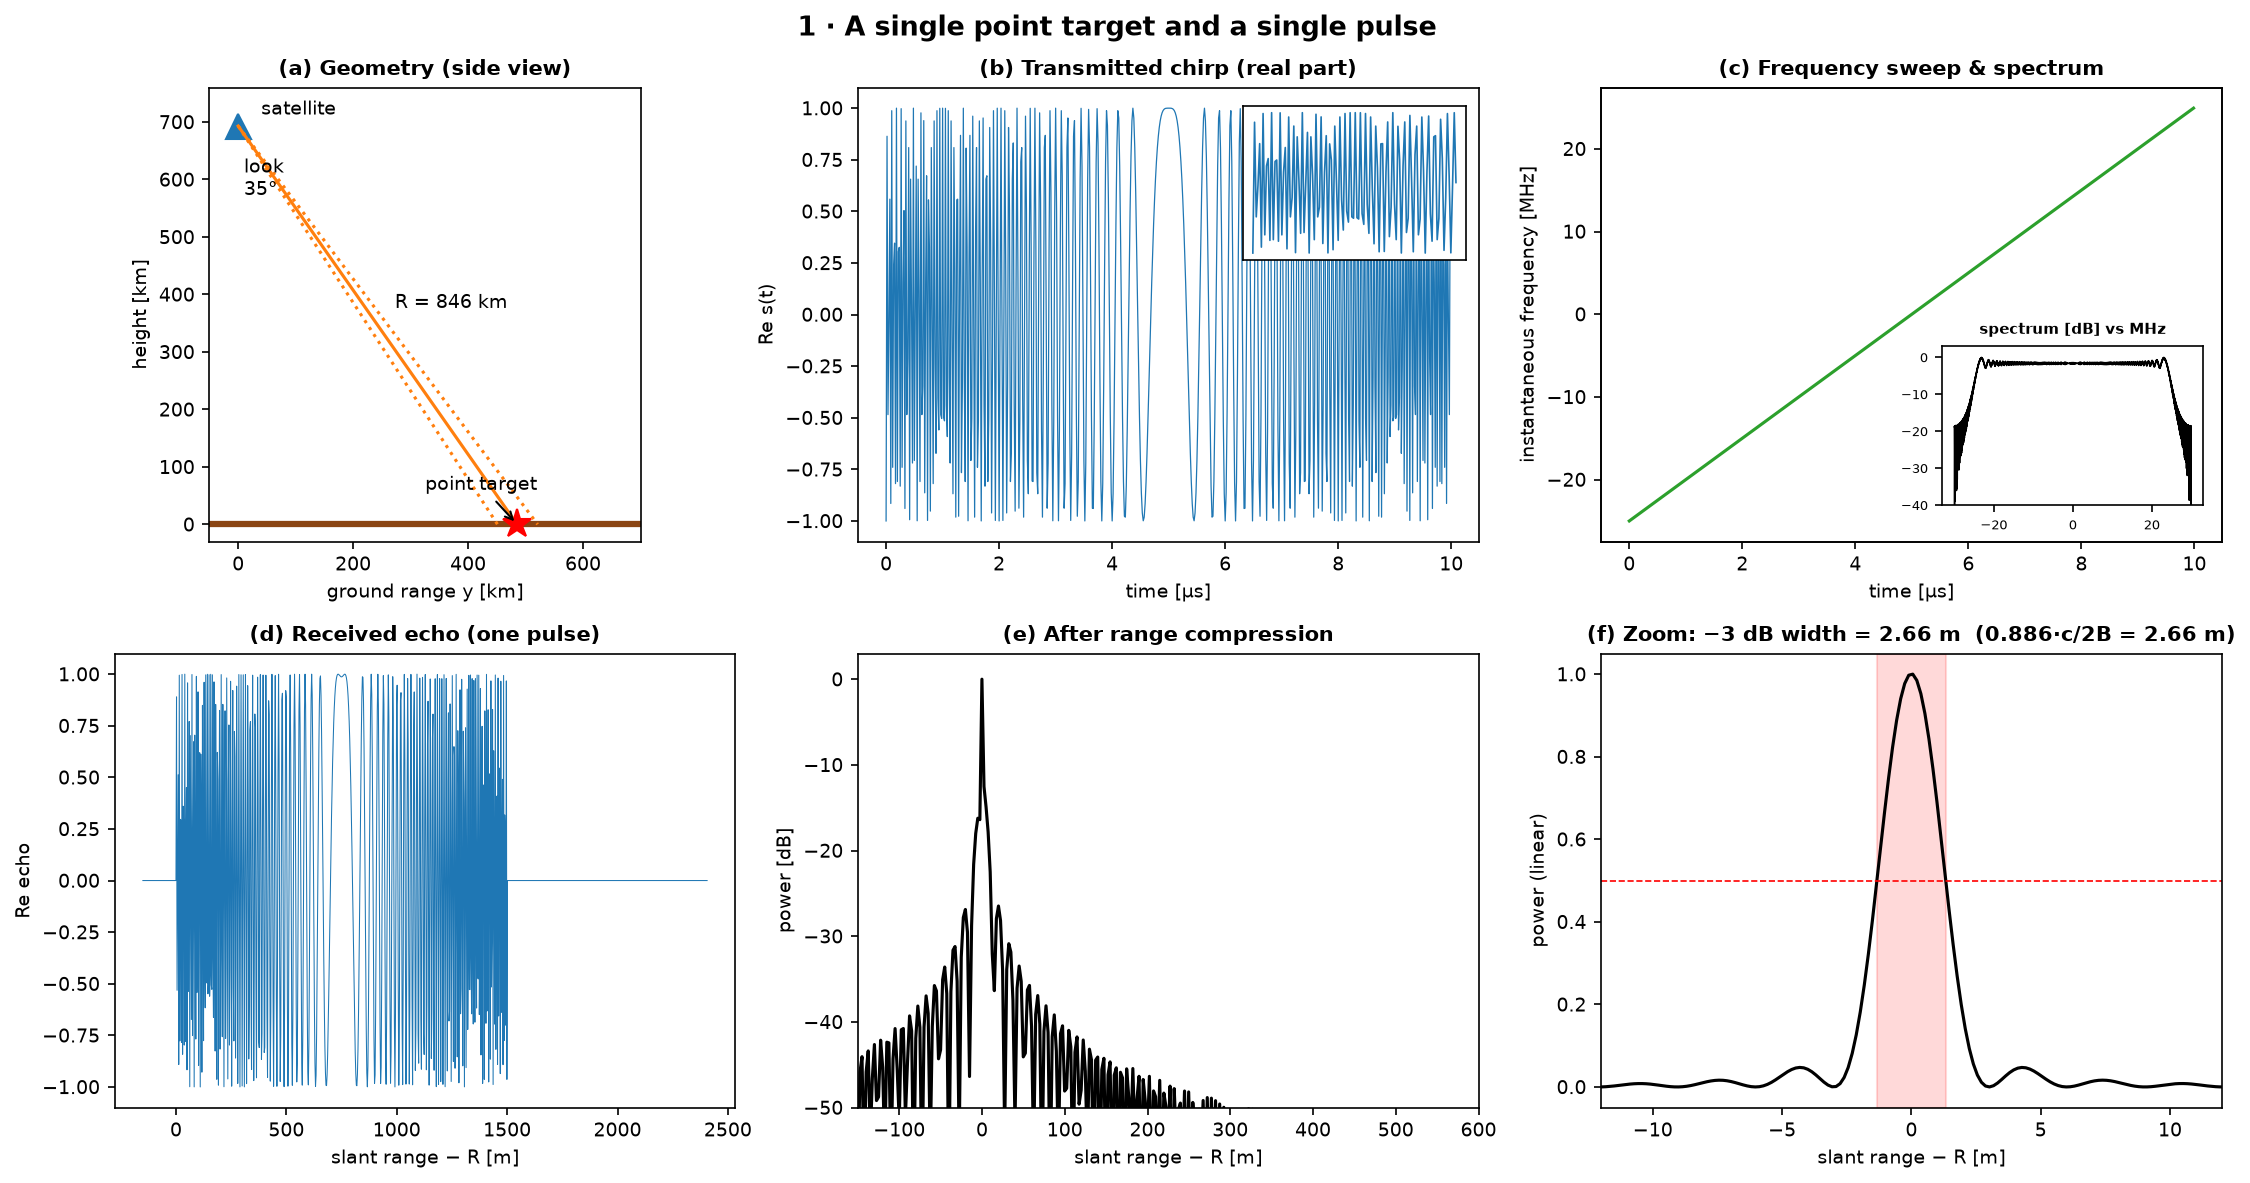 1 · A single point target and a single pulse
(a) Geometry (side view)
satellite
look
35°
R = 846 km
point target
700
600
500
400
300
200
100
0
height [km]
0 200 400 600
ground range y [km]
(b) Transmitted chirp (real part)
1.00
0.75
0.50
0.25
0.00
−0.25
−0.50
−0.75
−1.00
Re s(t)
0 2 4 6 8 10
time [µs]
(c) Frequency sweep & spectrum
20
10
0
−10
−20
instantaneous frequency [MHz]
spectrum [dB] vs MHz
0
−10
−20
−30
−40
−20 0 20
0 2 4 6 8 10
time [µs]
(d) Received echo (one pulse)
1.00
0.75
0.50
0.25
0.00
−0.25
−0.50
−0.75
−1.00
Re echo
0 500 1000 1500 2000 2500
slant range − R [m]
(e) After range compression
0
−10
−20
−30
−40
−50
power [dB]
−100 0 100 200 300 400 500 600
slant range − R [m]
(f) Zoom: −3 dB width = 2.66 m (0.886·c/2B = 2.66 m)
1.0
0.8
0.6
0.4
0.2
0.0
power (linear)
−10 −5 0 5 10
slant range − R [m]